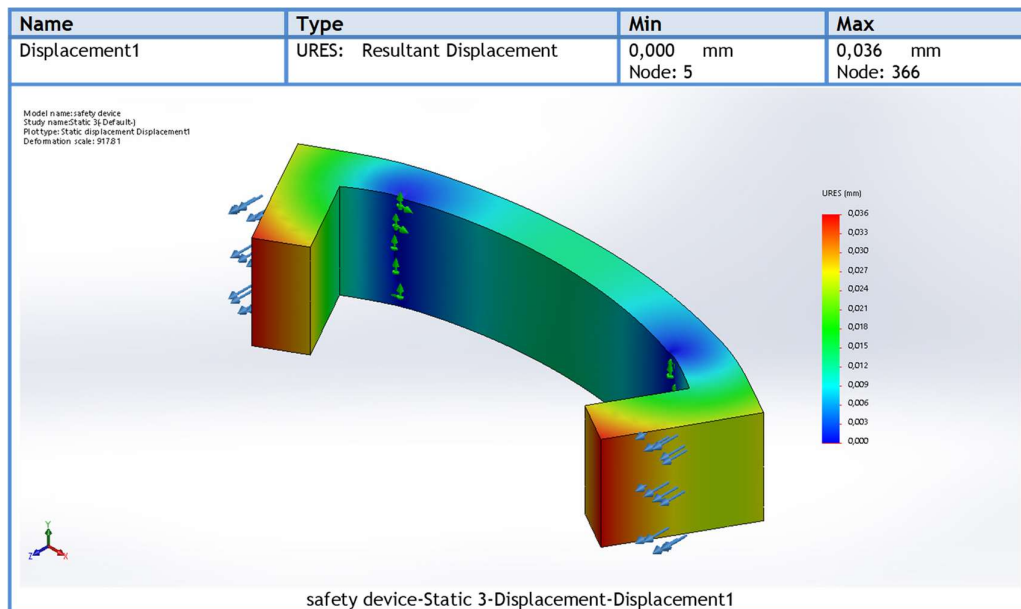 Name Type Min Max
Displacement1 URES: Resultant Displacement 0,000 mm 0,036 mm
Node: 5 Node: 366
Model name:safety device
Study name:Static 3(-Default-)
Plot type: Static displacement Displacement1
Deformation scale: 917.81
URES (mm)
0,036
0,033
0,030
0,027
0,024
0,021
0,018
0,015
0,012
0,009
0,006
0,003
0,000
Y
Z X
safety device-Static 3-Displacement-Displacement1